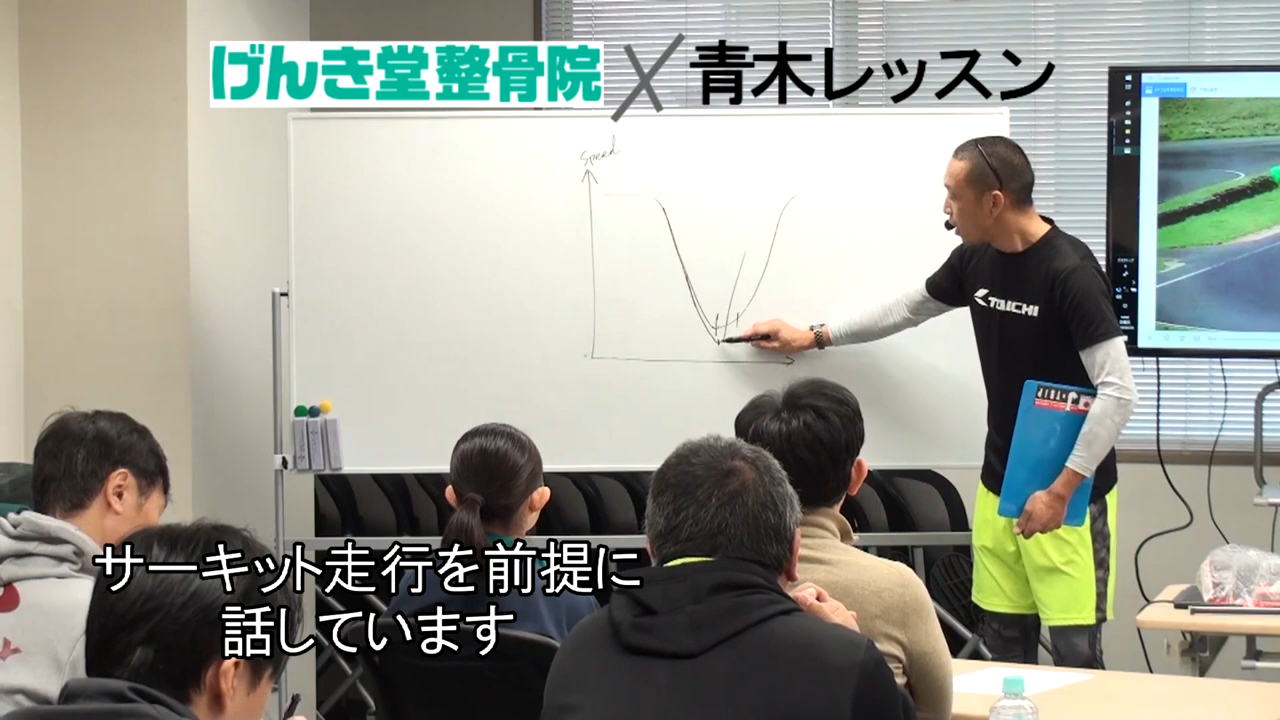 げんき堂整骨院 X 青木レッスン
Speed
TAICHI
サーキット走行を前提に
話しています